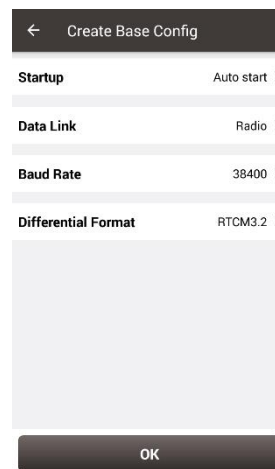 Create Base Config
Startup Auto start
Data Link Radio
Baud Rate 38400
Differential Format RTCM3.2
OK